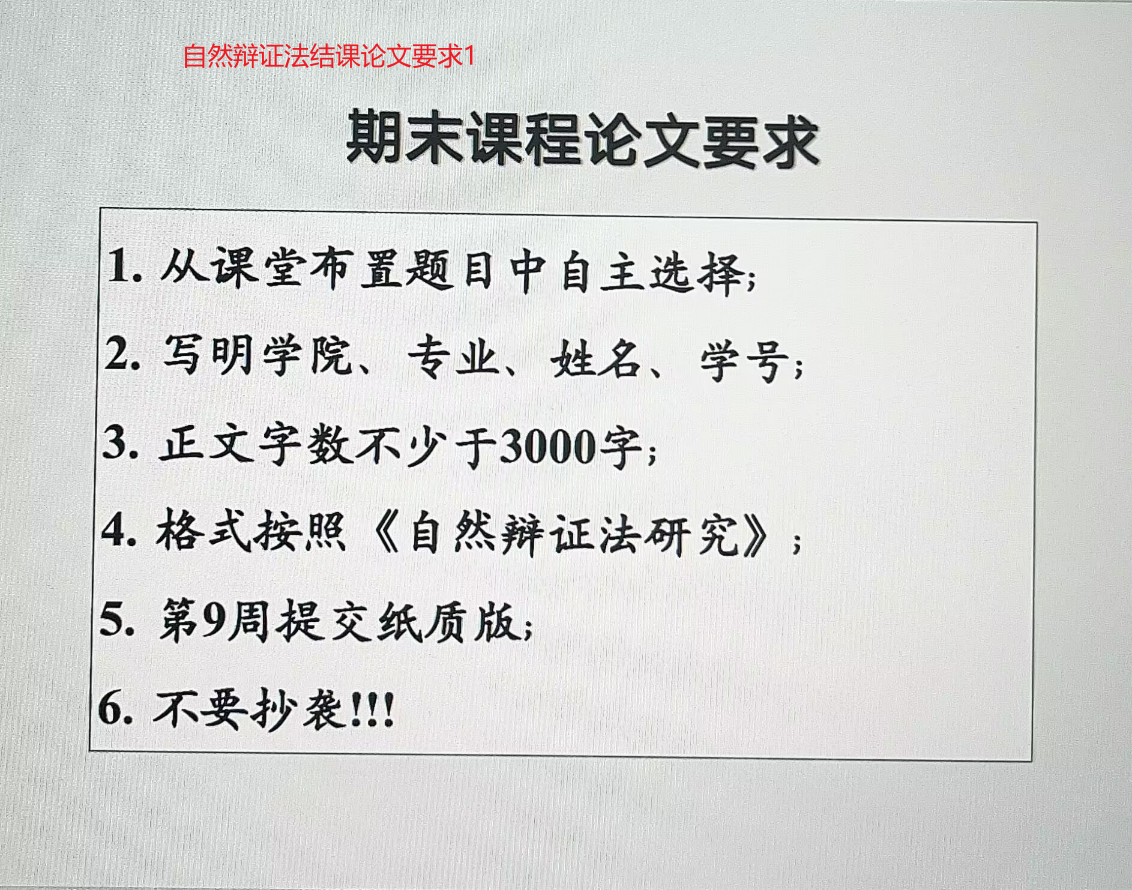 自然辩证法结课论文要求1
期末课程论文要求
1. 从课堂布置题目中自主选择;
2. 写明学院、专业、姓名、学号;
3. 正文字数不少于3000字;
4. 格式按照《自然辩证法研究》;
5. 第9周提交纸质版;
6. 不要抄袭!!!